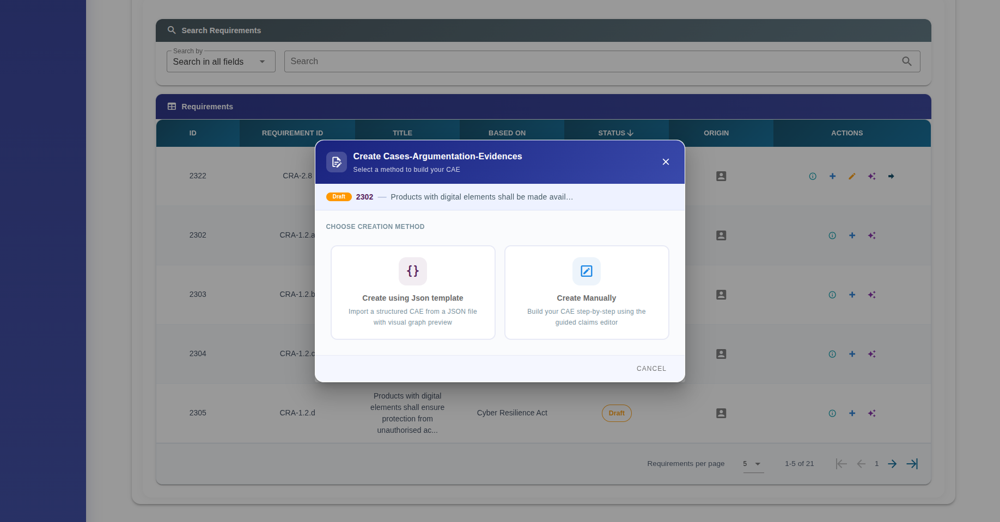 Search Requirements
Search by
Search in all fields
Search
Requirements
ID REQUIREMENT ID TITLE BASED ON STATUS ORIGIN ACTIONS
Create Cases-Argumentation-Evidences
Select a method to build your CAE
2322 CRA-2.8
Draft 2302 — Products with digital elements shall be made avail...
CHOOSE CREATION METHOD
2302 CRA-1.2.a
{}
2303 CRA-1.2.b
Create using Json template Create Manually
Import a structured CAE from a JSON file Build your CAE step-by-step using the
with visual graph preview guided claims editor
2304 CRA-1.2.c
CANCEL
Products with digital
elements shall ensure
2305 CRA-1.2.d Cyber Resilience Act Draft
protection from
unauthorised ac...
Requirements per page 5 1-5 of 21 1